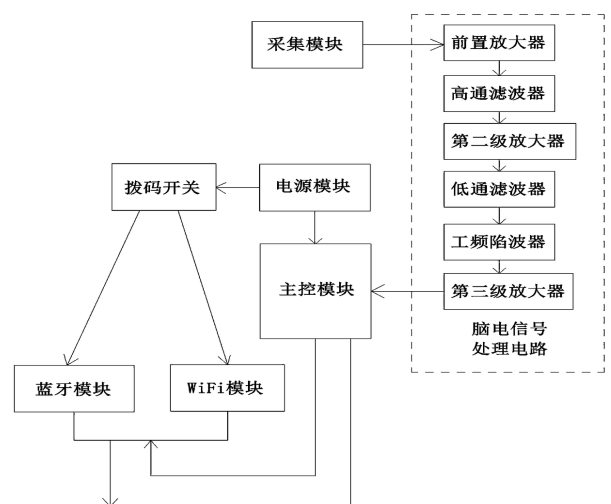 采集模块
前置放大器
高通滤波器
第二级放大器
低通滤波器
工频陷波器
第三级放大器
脑电信号
处理电路
拨码开关
电源模块
主控模块
蓝牙模块
WiFi模块